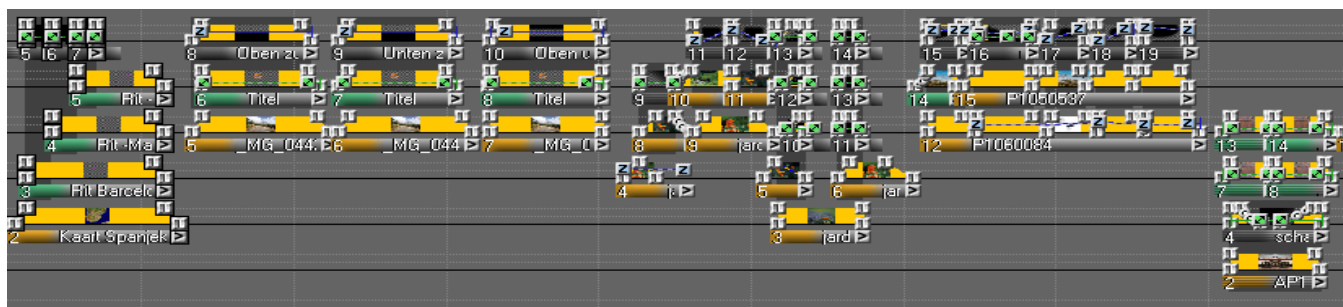 5 6 7 8 Oben zu 9 Unten z 10 Oben u 11 12 13 14 15 16 17 18 19
5 Rit - 6 Titel 7 Titel 8 Titel 9 10 11 12 13 14 15 P1050537
4 Rit -Ma 5 _MG_044 6 _MG_044 7 _MG_0 8 9 jard 10 11 12 P1060084 13 14
3 Rit Barcelo 4 5 6 jar 7 8
2 Kaart Spanje 3 jard 4 scha
2 AP1